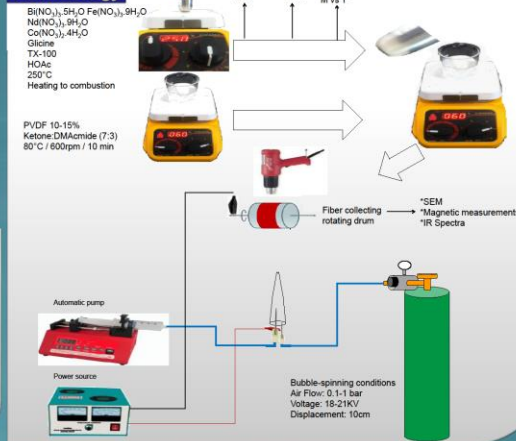 Bi(NO3)3.5H2O Fe(NO3)3.9H2O
Nd(NO3)3.9H2O
Co(NO3)2.4H2O
Glicine
TX-100
HOAc
250°C
Heating to combustion
250
060
060
PVDF 10-15%
Ketone:DMAcmide (7:3)
80°C / 600rpm / 10 min
Fiber collecting
rotating drum
*SEM
*Magnetic measurements
*IR Spectra
Automatic pump
Power source
Bubble-spinning conditions
Air Flow: 0.1-1 bar
Voltage: 18-21KV
Displacement: 10cm